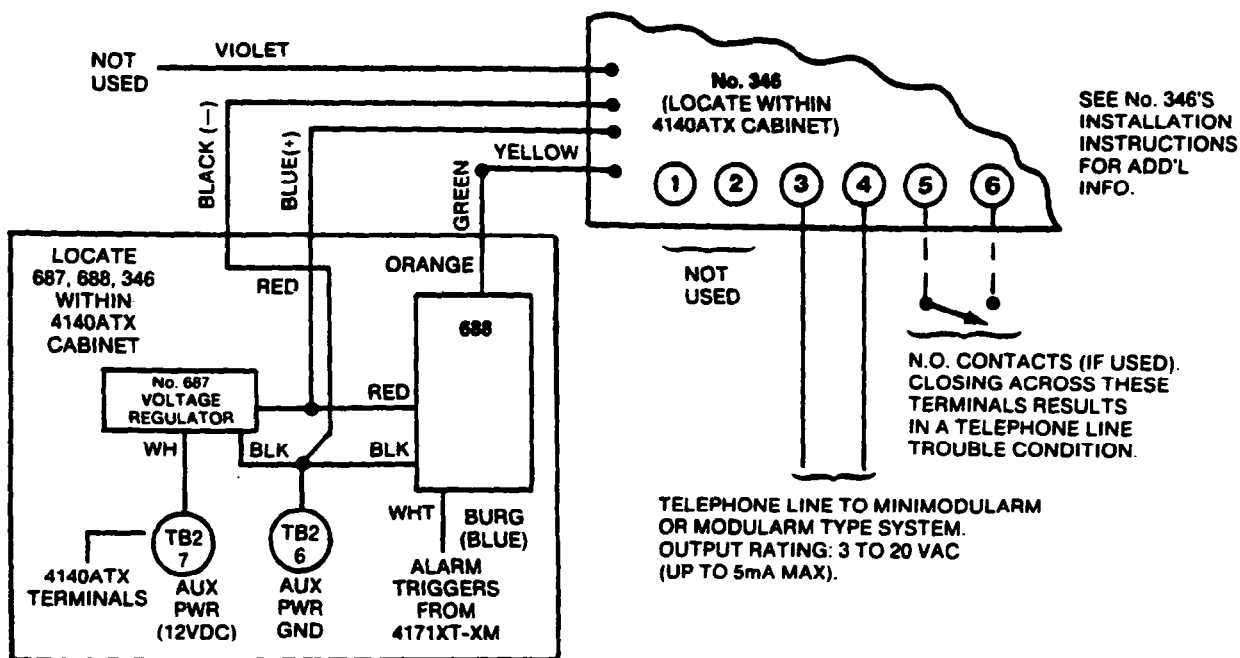 NOT
USED
VIOLET
BLACK (—)
BLUE(+)
GREEN
YELLOW
No. 346
(LOCATE WITHIN
4140ATX CABINET)
1
2
3
4
5
6
SEE No. 346'S
INSTALLATION
INSTRUCTIONS
FOR ADD'L
INFO.
NOT
USED
N.O. CONTACTS (IF USED).
CLOSING ACROSS THESE
TERMINALS RESULTS
IN A TELEPHONE LINE
TROUBLE CONDITION.
TELEPHONE LINE TO MINIMODULARM
OR MODULARM TYPE SYSTEM.
OUTPUT RATING: 3 TO 20 VAC
(UP TO 5mA MAX).
LOCATE
687, 688, 346
WITHIN
4140ATX
CABINET
RED
ORANGE
688
No. 687
VOLTAGE
REGULATOR
RED
WH
BLK
BLK
WHT
BURG
(BLUE)
TB2
7
TB2
6
4140ATX
TERMINALS
AUX
PWR
(12VDC)
AUX
PWR
GND
ALARM
TRIGGERS
FROM
4171XT-XM